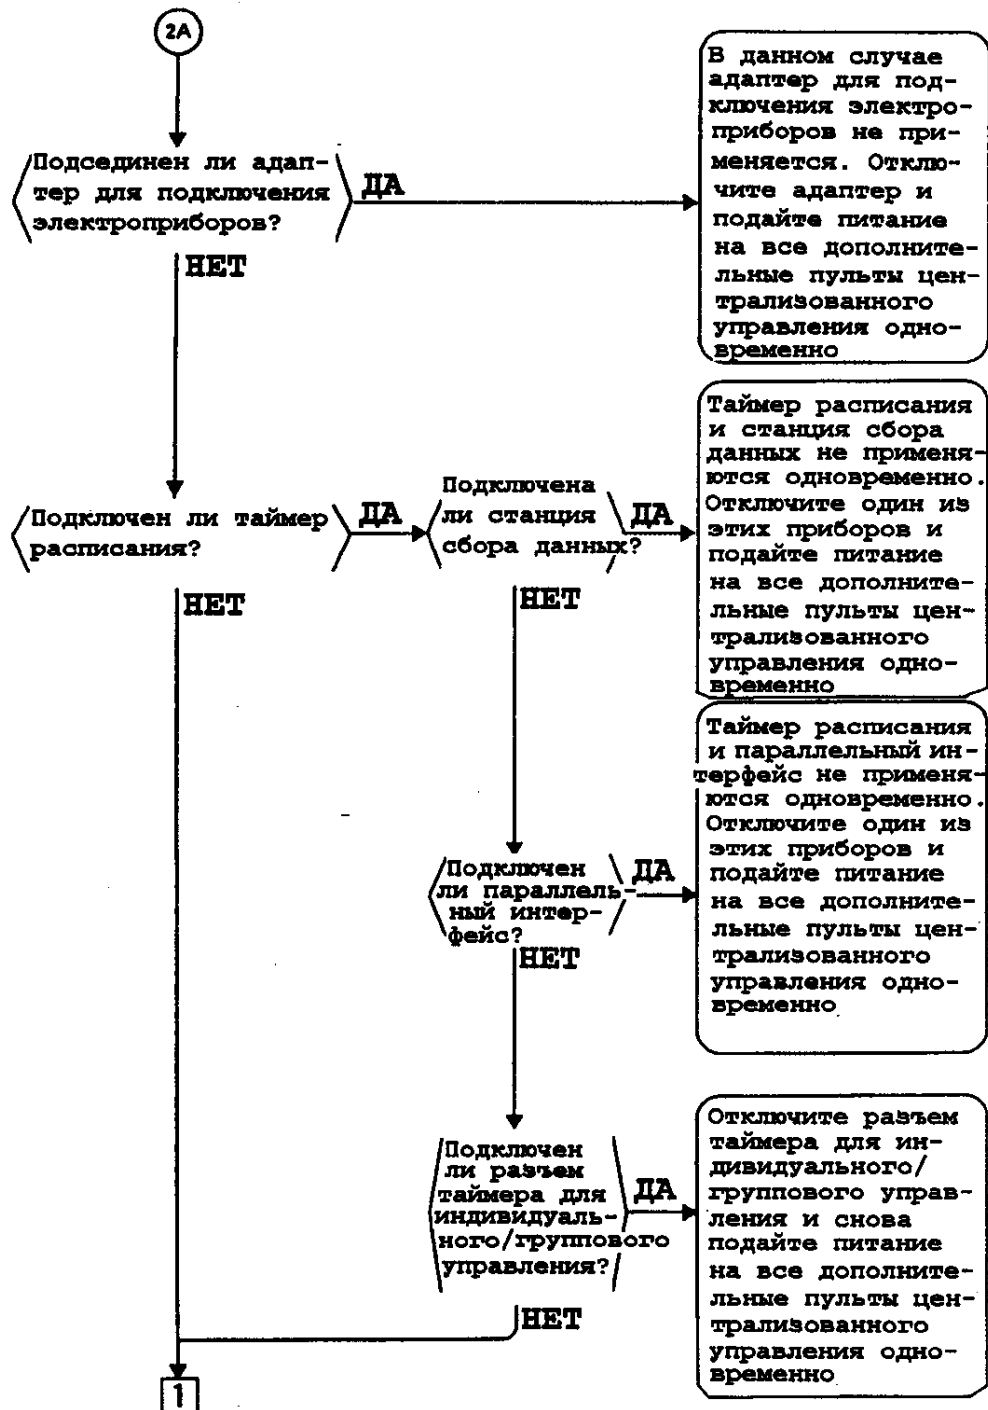 2A
Подсединен ли адап-
тер для подключения
электроприборов?
ДА
В данном случае
адаптер для под-
ключения электро-
приборов не при-
меняется. Отклю-
чите адаптер и
подайте питание
на все дополните-
льные пульты цен-
трализованного
управления одно-
временно
НЕТ
Подключен ли таймер
расписания?
ДА
Подключена
ли станция
сбора данных?
ДА
Таймер расписания
и станция сбора
данных не применя-
ются одновременно.
Отключите один из
этих приборов и
подайте питание
на все дополните-
льные пульты цен-
трализованного
управления одно-
временно
НЕТ
НЕТ
Подключен
ли параллель-
ный интер-
фейс?
ДА
Таймер расписания
и параллельный ин-
терфейс не применя-
ются одновременно.
Отключите один из
этих приборов и
подайте питание
на все дополните-
льные пульты цен-
трализованного
управления одно-
временно
НЕТ
Подключен
ли разъем
таймера для
индивидуаль-
ного/группового
управления?
ДА
Отключите разъем
таймера для ин-
дивидуального/
группового управ-
ления и снова
подайте питание
на все дополните-
льные пульты цен-
трализованного
управления одно-
временно
НЕТ
1